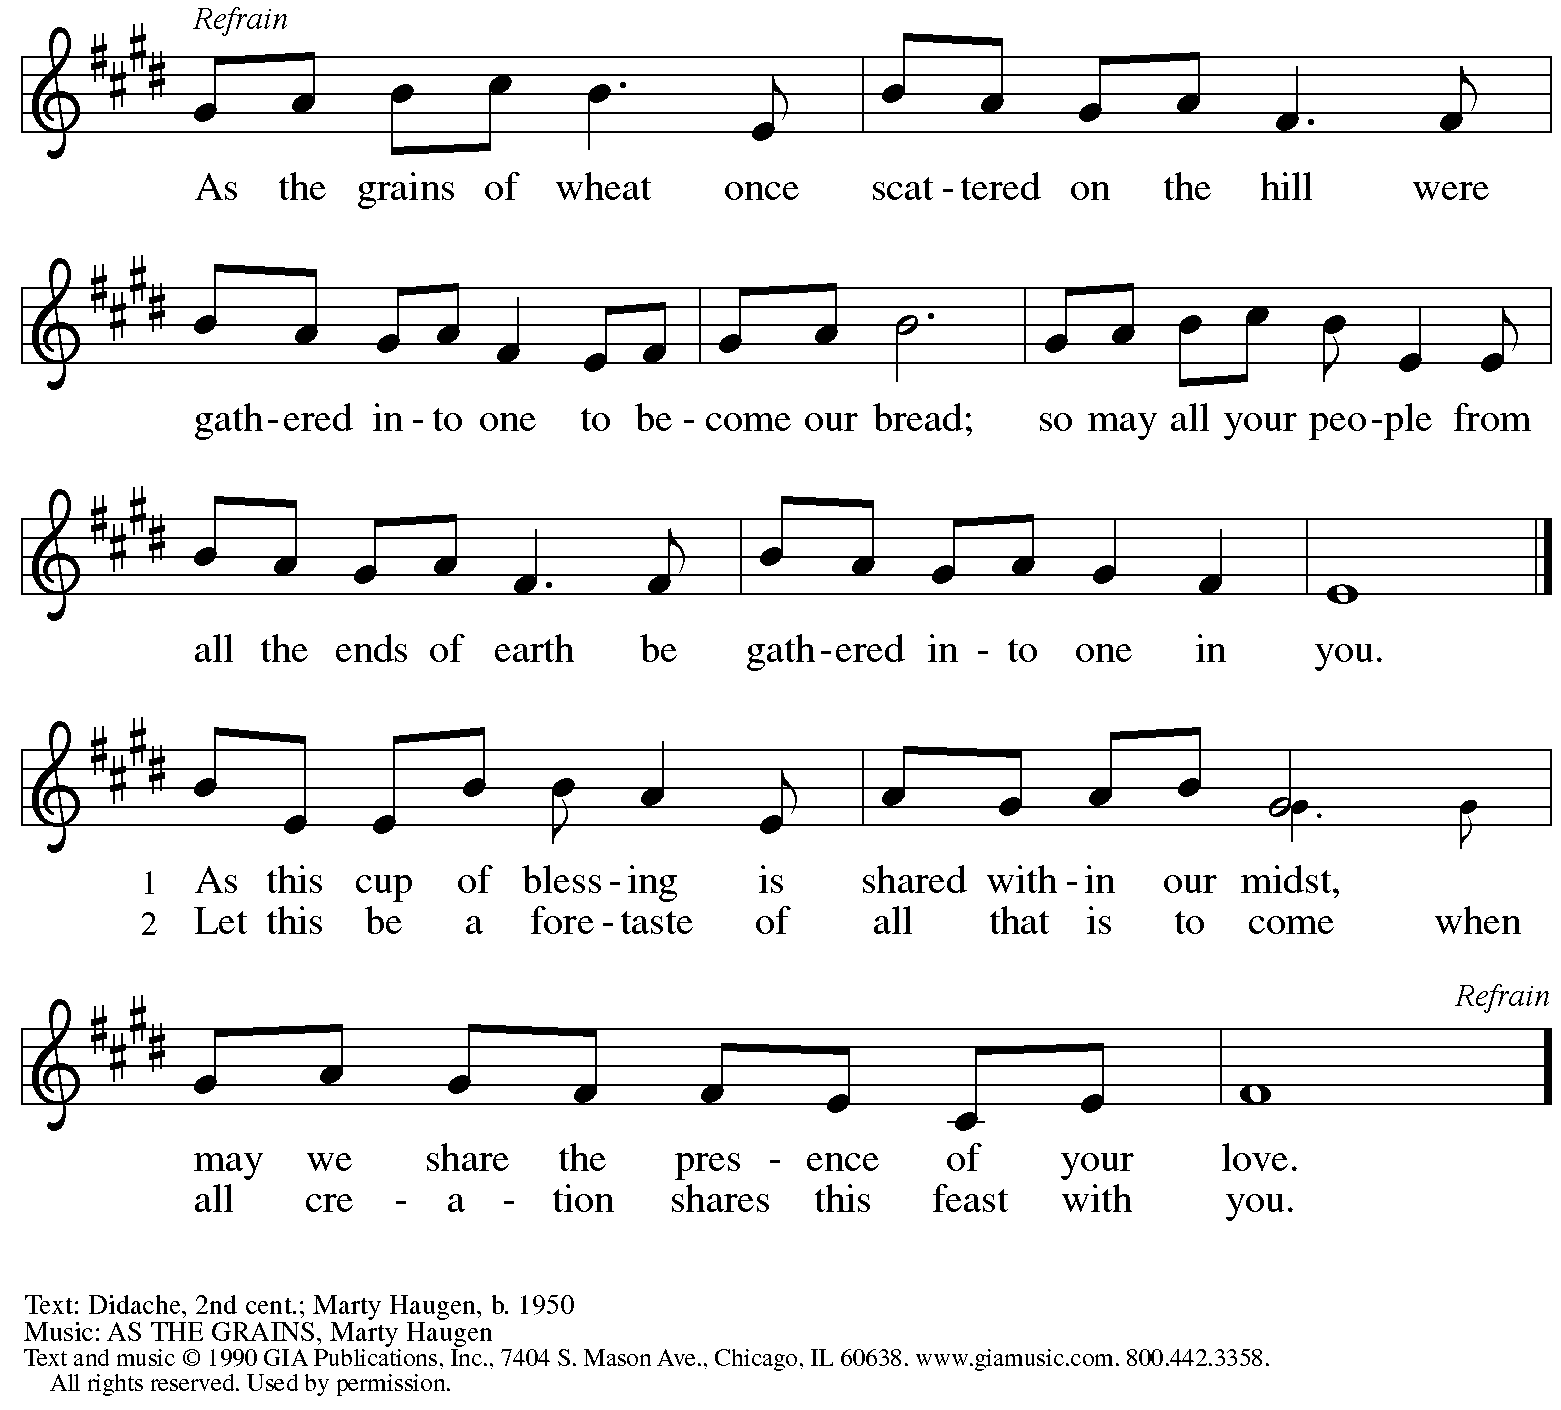 Refrain
As the grains of wheat once scat - tered on the hill were
gath - ered in - to one to be - come our bread; so may all your peo - ple from
all the ends of earth be gath - ered in - to one in you.
1 As this cup of bless - ing is shared with - in our midst,
2 Let this be a fore - taste of all that is to come when
Refrain
may we share the pres - ence of your love.
all cre - a - tion shares this feast with you.
Text: Didache, 2nd cent.; Marty Haugen, b. 1950
Music: AS THE GRAINS, Marty Haugen
Text and music © 1990 GIA Publications, Inc., 7404 S. Mason Ave., Chicago, IL 60638. www.giamusic.com. 800.442.3358.
All rights reserved. Used by permission.